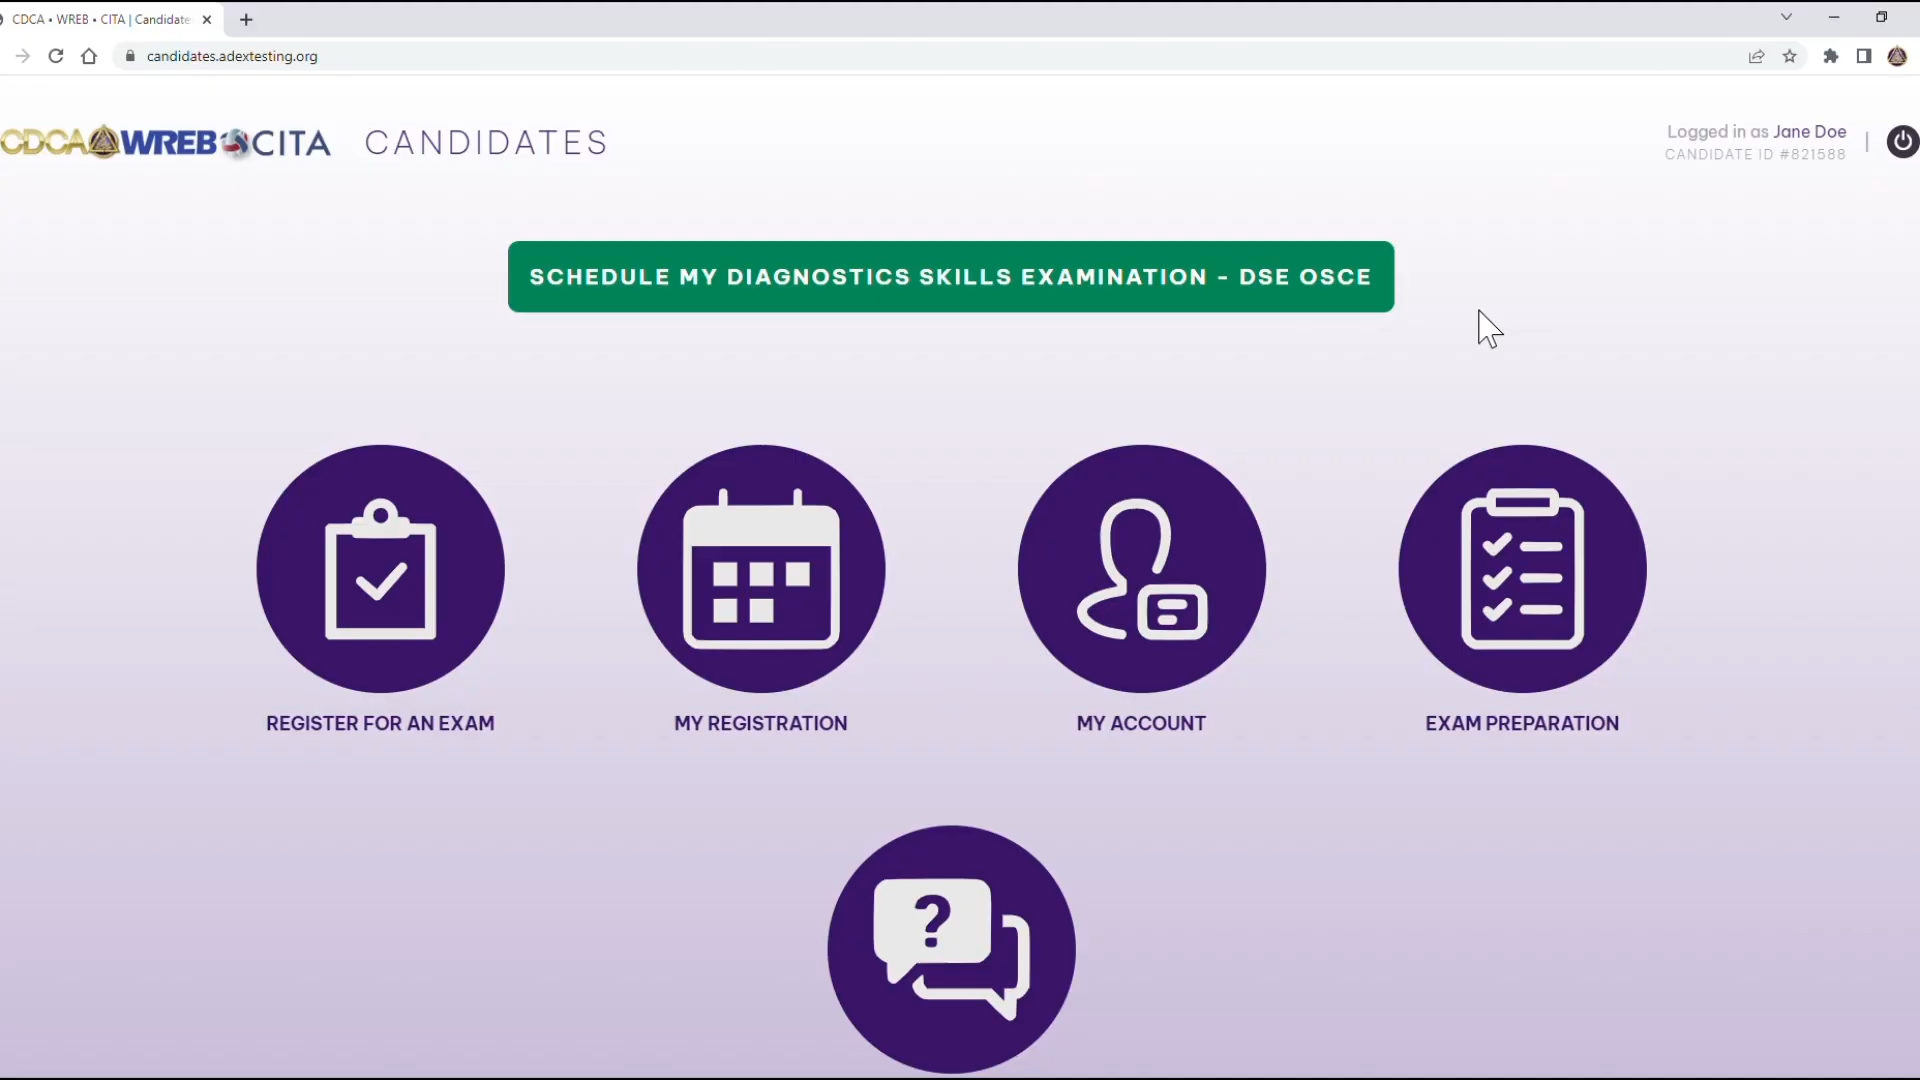 CDCA • WREB • CITA | Candidate
candidates.adextesting.org
CDCA WREB CITA CANDIDATES
Logged in as Jane Doe
CANDIDATE ID #821588
SCHEDULE MY DIAGNOSTICS SKILLS EXAMINATION - DSE OSCE
REGISTER FOR AN EXAM
MY REGISTRATION
MY ACCOUNT
EXAM PREPARATION
?